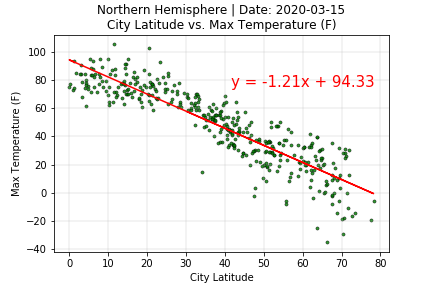 Northern Hemisphere | Date: 2020-03-15
City Latitude vs. Max Temperature (F)
100
80
y = -1.21x + 94.33
60
40
20
0
−20
−40
Max Temperature (F)
0 10 20 30 40 50 60 70 80
City Latitude